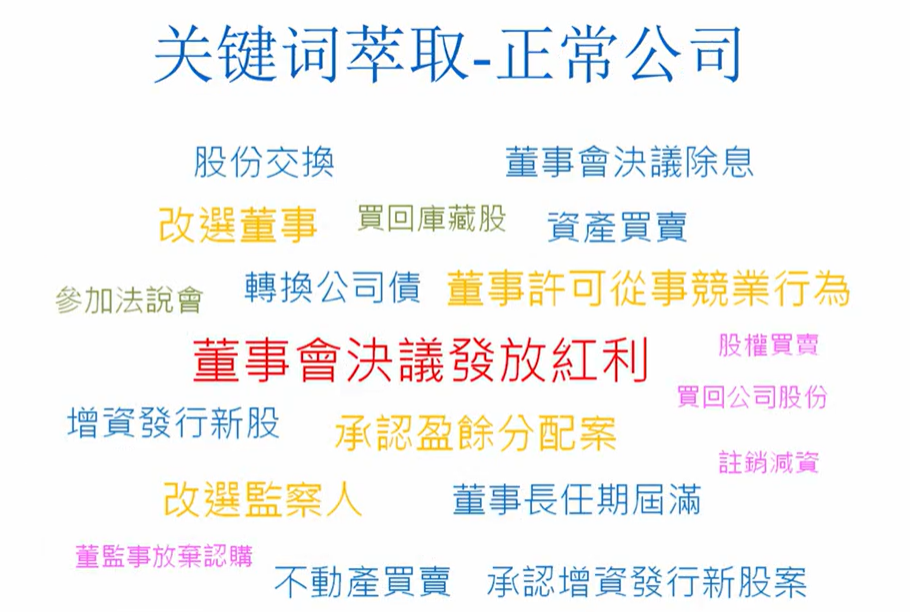 关键词萃取-正常公司
股份交換 董事會決議除息
改選董事 買回庫藏股 資產買賣
參加法說會 轉換公司債 董事許可從事競業行為
董事會決議發放紅利 股權買賣
買回公司股份
增資發行新股 承認盈餘分配案
註銷減資
改選監察人 董事長任期屆滿
董監事放棄認購 不動產買賣 承認增資發行新股案